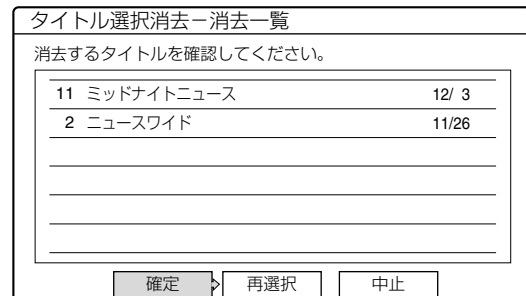 タイトル選択消去－消去一覧
消去するタイトルを確認してください。
11 ミッドナイトニュース 12/ 3
2 ニュースワイド 11/26
確定 再選択 中止